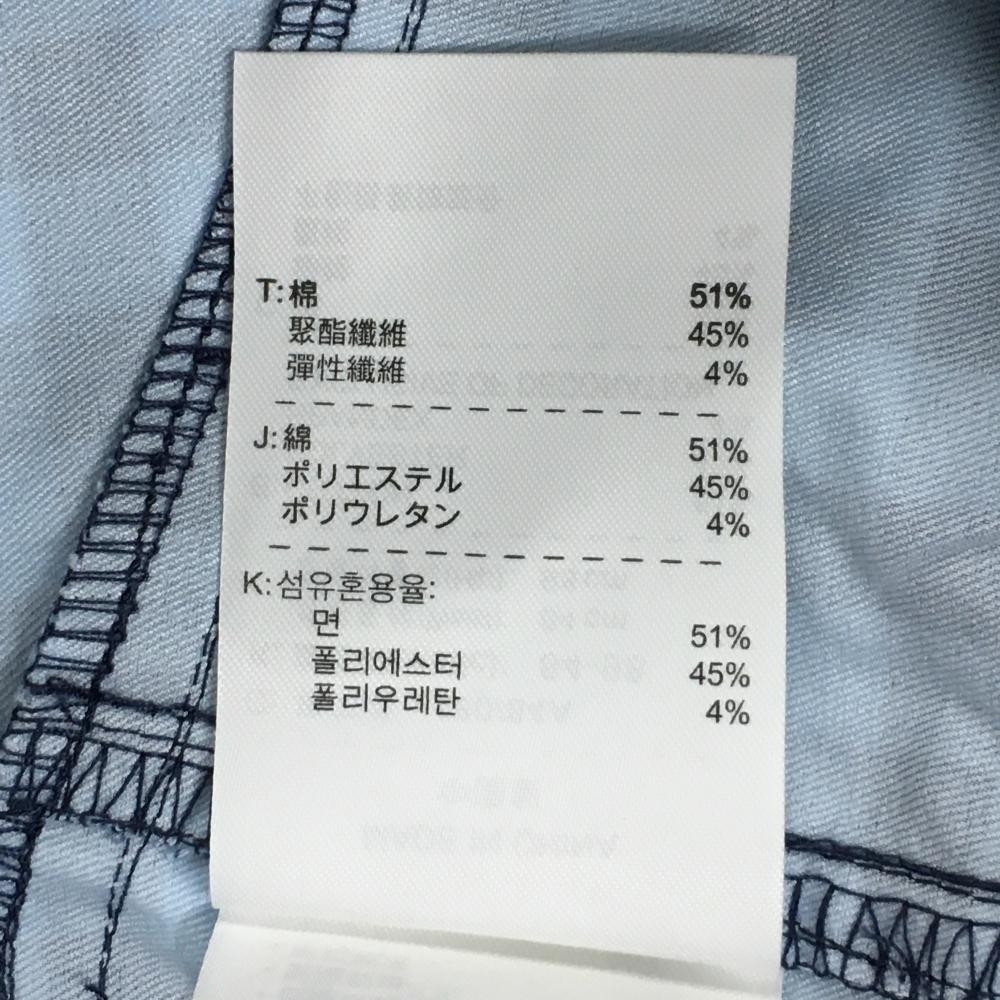 T:棉 51%
聚酯纖維 45%
彈性纖維 4%
J:綿 51%
ポリエステル 45%
ポリウレタン 4%
K:섬유혼용율:
면 51%
폴리에스터 45%
폴리우레탄 4%